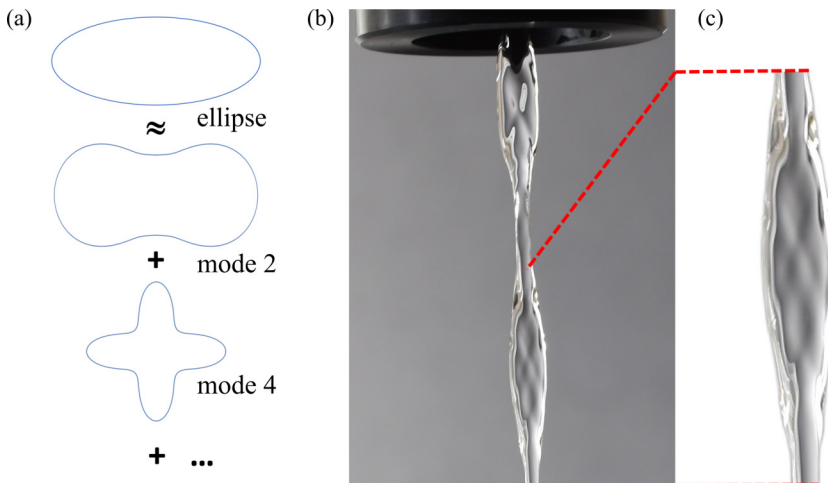 (a)
ellipse
≈
mode 2
+
mode 4
+ ...
(b)
(c)